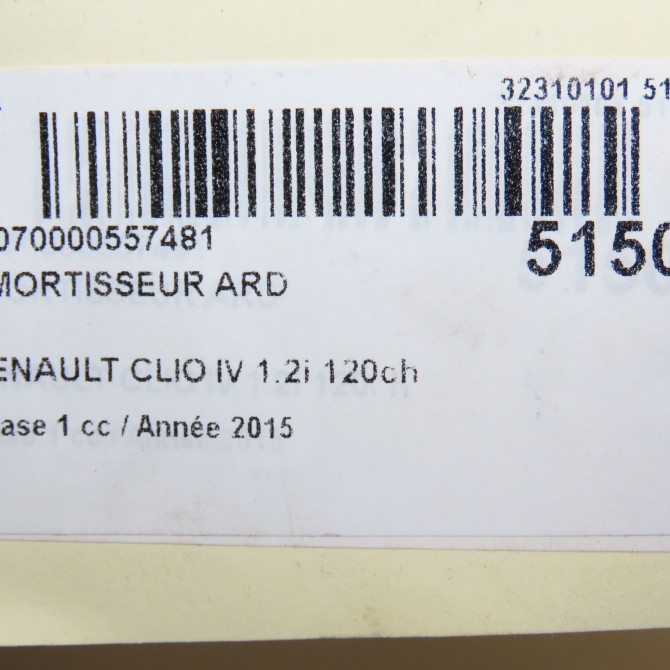 32310101 51
070000557481
5150
MORTISSEUR ARD
ENAULT CLIO IV 1.2i 120ch
ase 1 cc / Année 2015